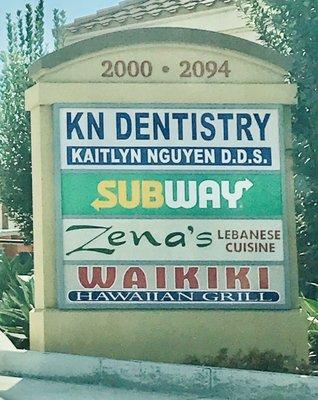 2000 • 2094
KN DENTISTRY
KAITLYN NGUYEN D.D.S.
SUBWAY
Zena's LEBANESE
CUISINE
WAIKIKI
HAWAIIAN GRILL